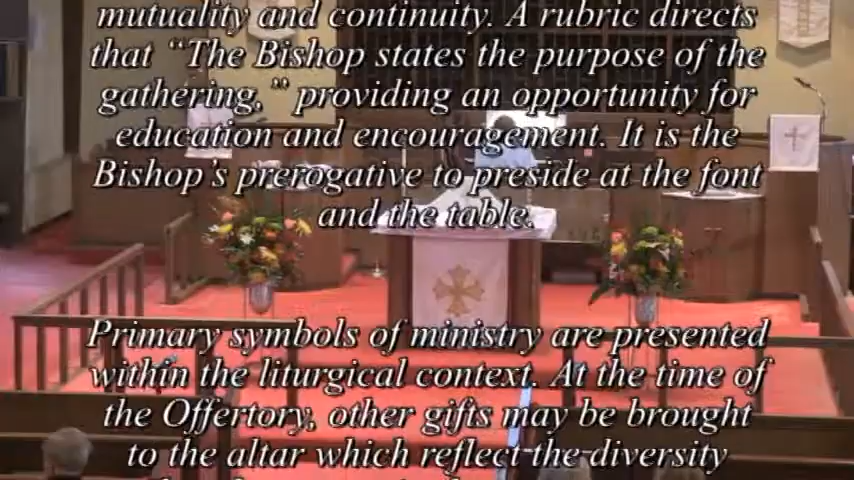 mutuality and continuity. A rubric directs
that “The Bishop states the purpose of the
gathering,” providing an opportunity for
education and encouragement. It is the
Bishop’s prerogative to preside at the font
and the table.
Primary symbols of ministry are presented
within the liturgical context. At the time of
the Offertory, other gifts may be brought
to the altar which reflect the diversity